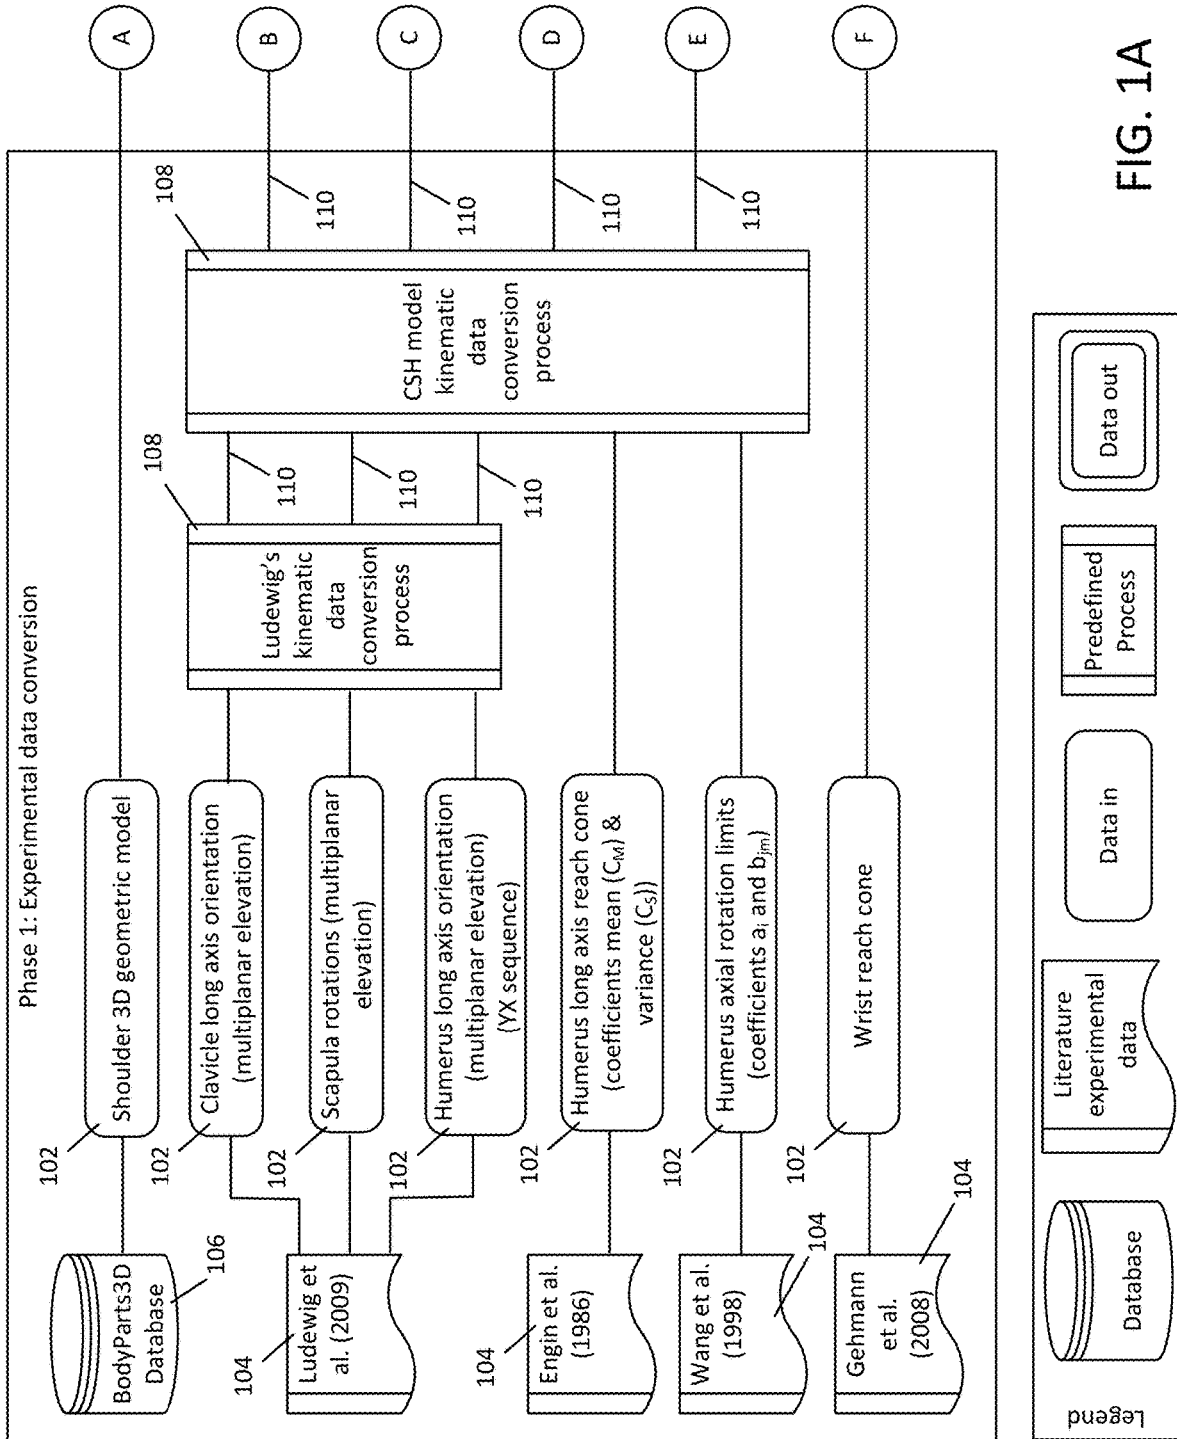 Phase 1: Experimental data conversion
BodyParts3D
Database
106
102
Shoulder 3D geometric model
A
104
Ludewig et
al. (2009)
102
Clavicle long axis orientation
(multiplanar elevation)
102
Scapula rotations (multiplanar
elevation)
102
Humerus long axis orientation
(multiplanar elevation)
(YX sequence)
108
Ludewig's
kinematic
data
conversion
process
110
110
110
108
CSH model
kinematic
data
conversion
process
110
B
110
C
110
D
110
E
104
Engin et al.
(1986)
102
Humerus long axis reach cone
(coefficients mean (CM) &
variance (CS))
Wang et al.
(1998)
104
102
Humerus axial rotation limits
(coefficients ai and bjm)
Gehmann
et al.
(2008)
104
102
Wrist reach cone
F
Legend
Database
Literature
experimental
data
Data in
Predefined
Process
Data out
FIG. 1A